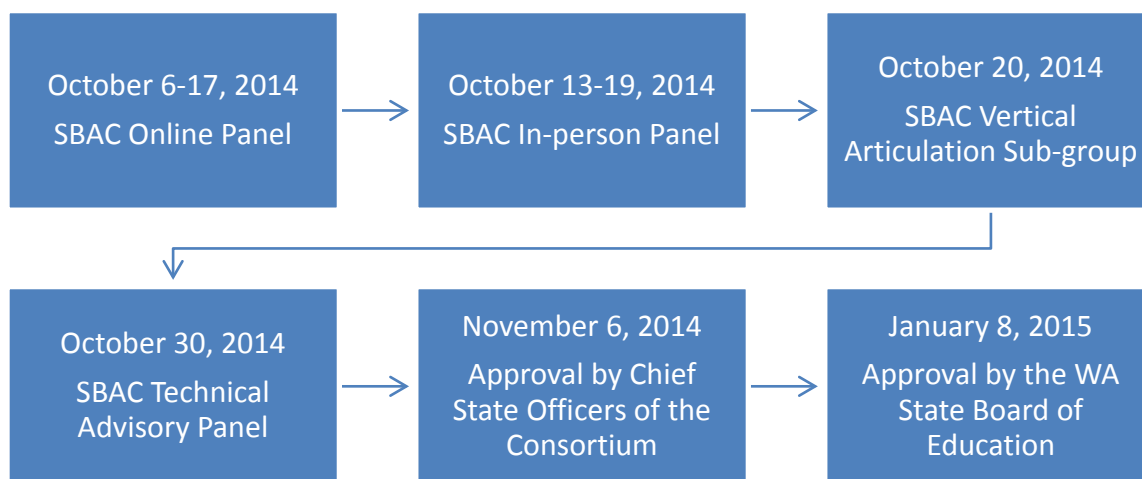 October 6-17, 2014
SBAC Online Panel
October 13-19, 2014
SBAC In-person Panel
October 20, 2014
SBAC Vertical
Articulation Sub-group
October 30, 2014
SBAC Technical
Advisory Panel
November 6, 2014
Approval by Chief
State Officers of the
Consortium
January 8, 2015
Approval by the WA
State Board of
Education